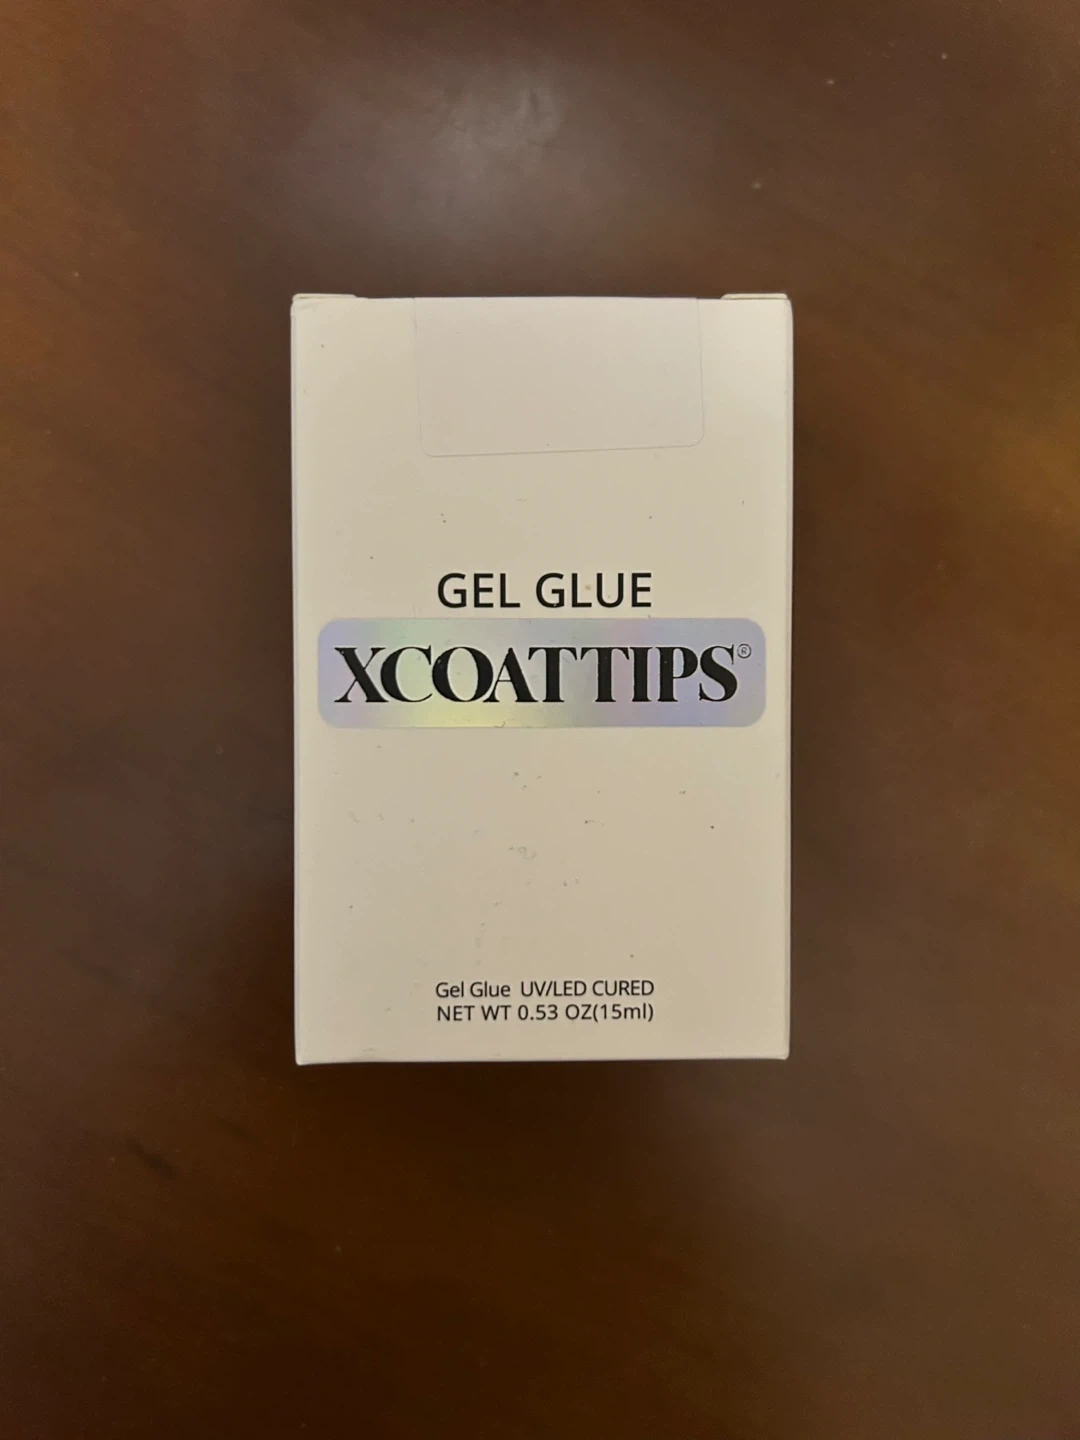 GEL GLUE
XCOATTIPS®
Gel Glue UV/LED CURED
NET WT 0.53 OZ(15ml)